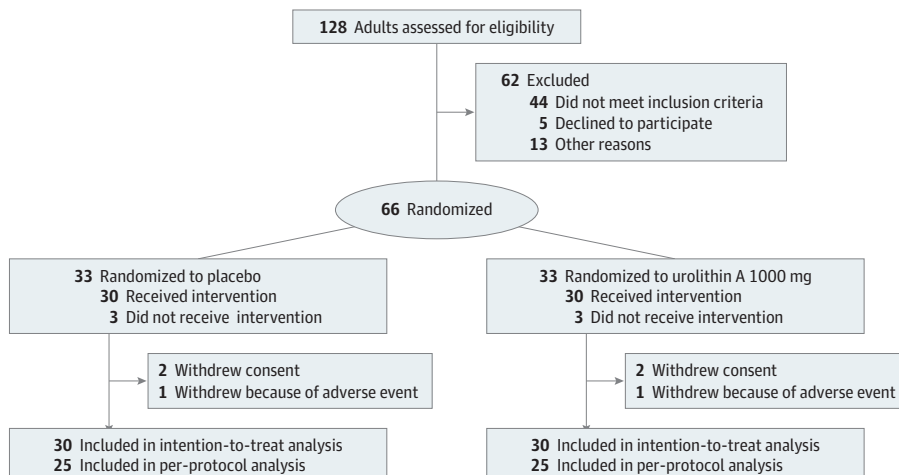 128 Adults assessed for eligibility
62 Excluded
44 Did not meet inclusion criteria
5 Declined to participate
13 Other reasons
66 Randomized
33 Randomized to placebo
30 Received intervention
3 Did not receive intervention
2 Withdrew consent
1 Withdrew because of adverse event
30 Included in intention-to-treat analysis
25 Included in per-protocol analysis
33 Randomized to urolithin A 1000 mg
30 Received intervention
3 Did not receive intervention
2 Withdrew consent
1 Withdrew because of adverse event
30 Included in intention-to-treat analysis
25 Included in per-protocol analysis